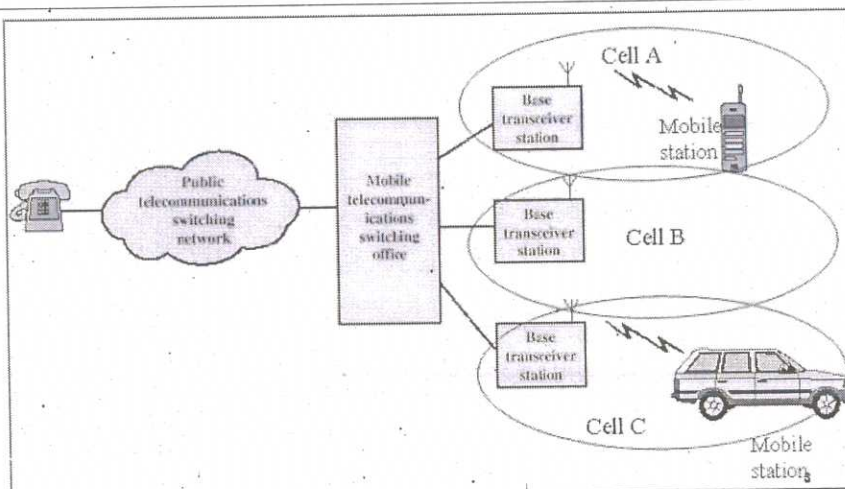 Cell A
Base
transceiver
station
Mobile
station
Public
telecommunications
switching
network
Mobile
telecommun-
ications
switching
office
Base
transceiver
station
Cell B
Base
transceiver
station
Cell C
Mobile
stations